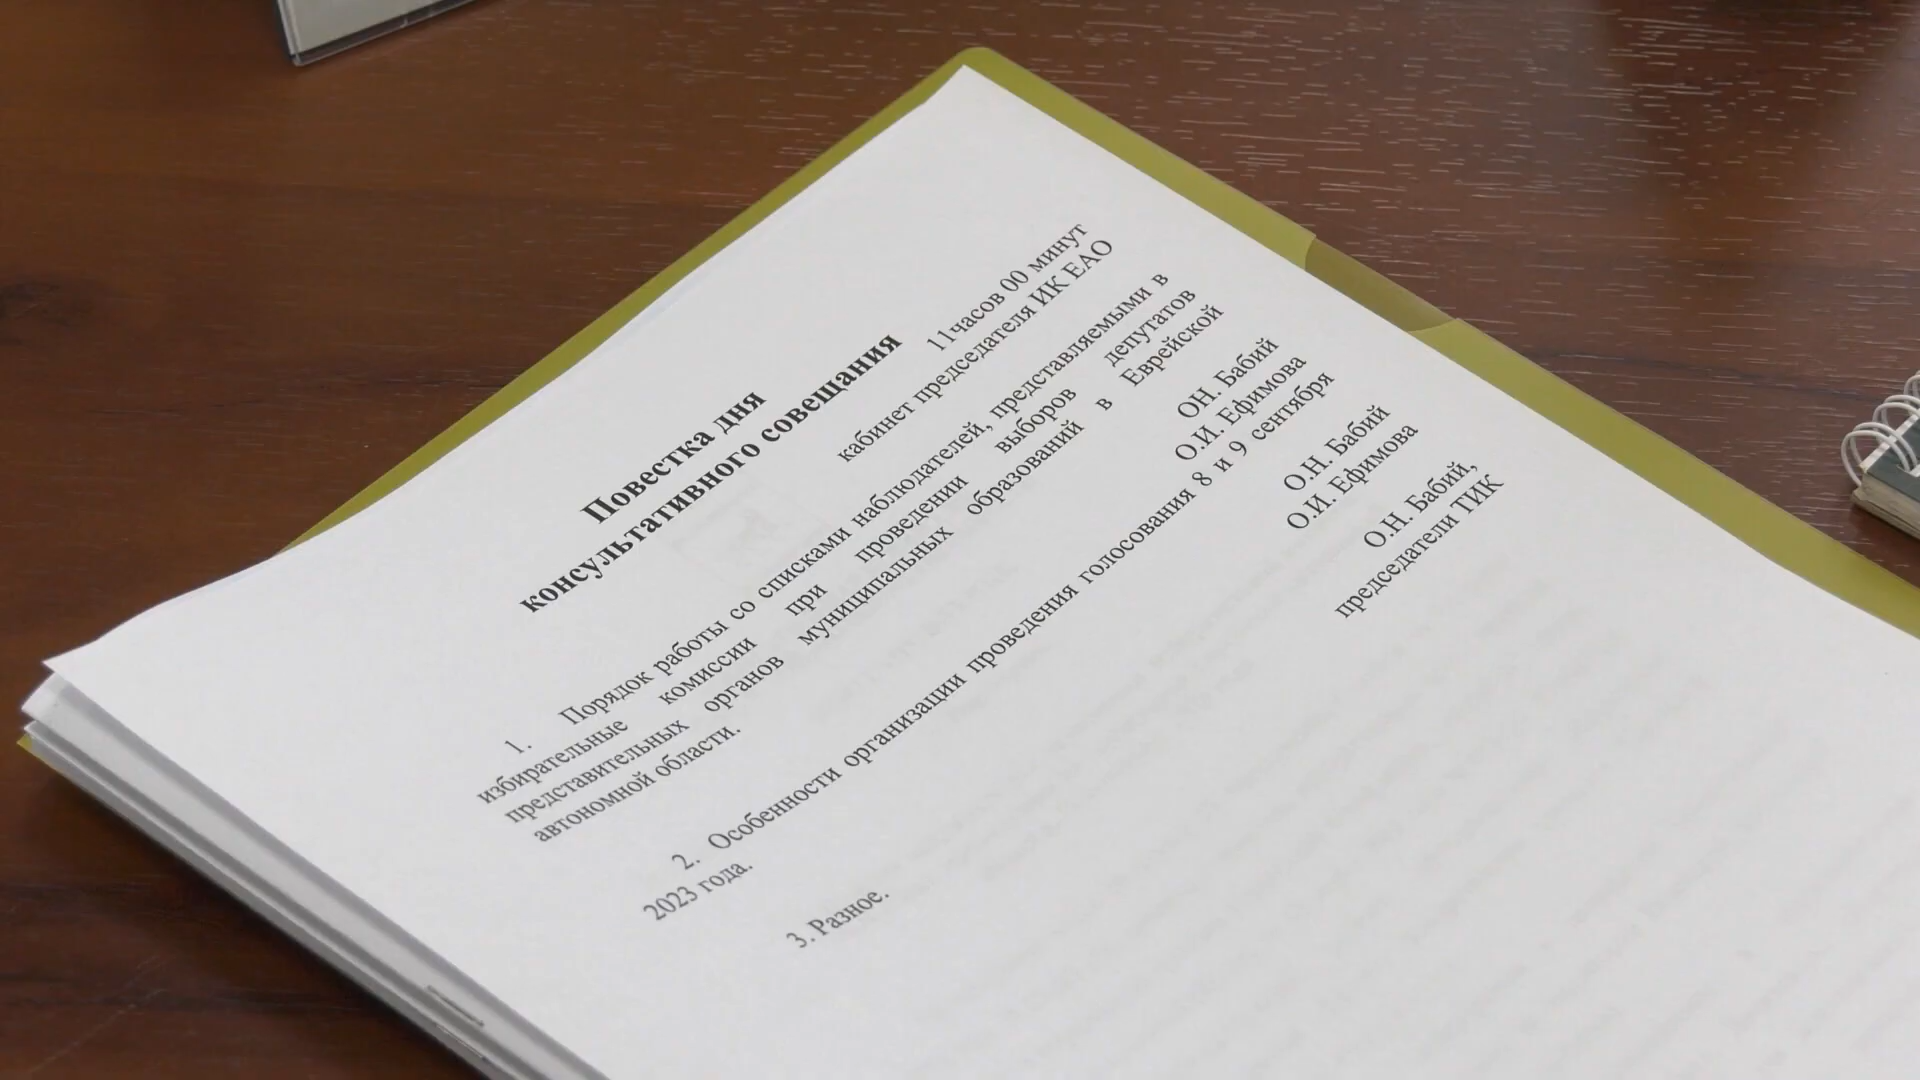 Повестка дня
консультативного совещания
11часов 00 минут
кабинет председателя ИК ЕАО
1. Порядок работы со списками наблюдателей, представляемыми в
избирательные комиссии при проведении выборов депутатов
представительных органов муниципальных образований в Еврейской
автономной области.
ОН. Бабий
О.И. Ефимова
2. Особенности организации проведения голосования 8 и 9 сентября
2023 года.
О.Н. Бабий
О.И. Ефимова
3. Разное.
О.Н. Бабий,
председатели ТИК